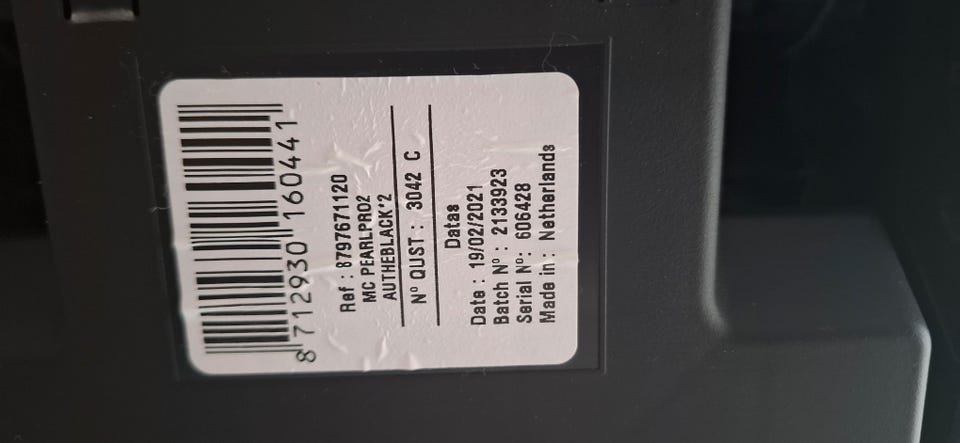 8 712930 160441
Ref : 8797671120
MC PEARLPRO2
AUTHEBLACK*2
N° QUST : 3042 C
Datas
Date : 19/02/2021
Batch N° : 2133923
Serial N°: 606428
Made in : Netherlands